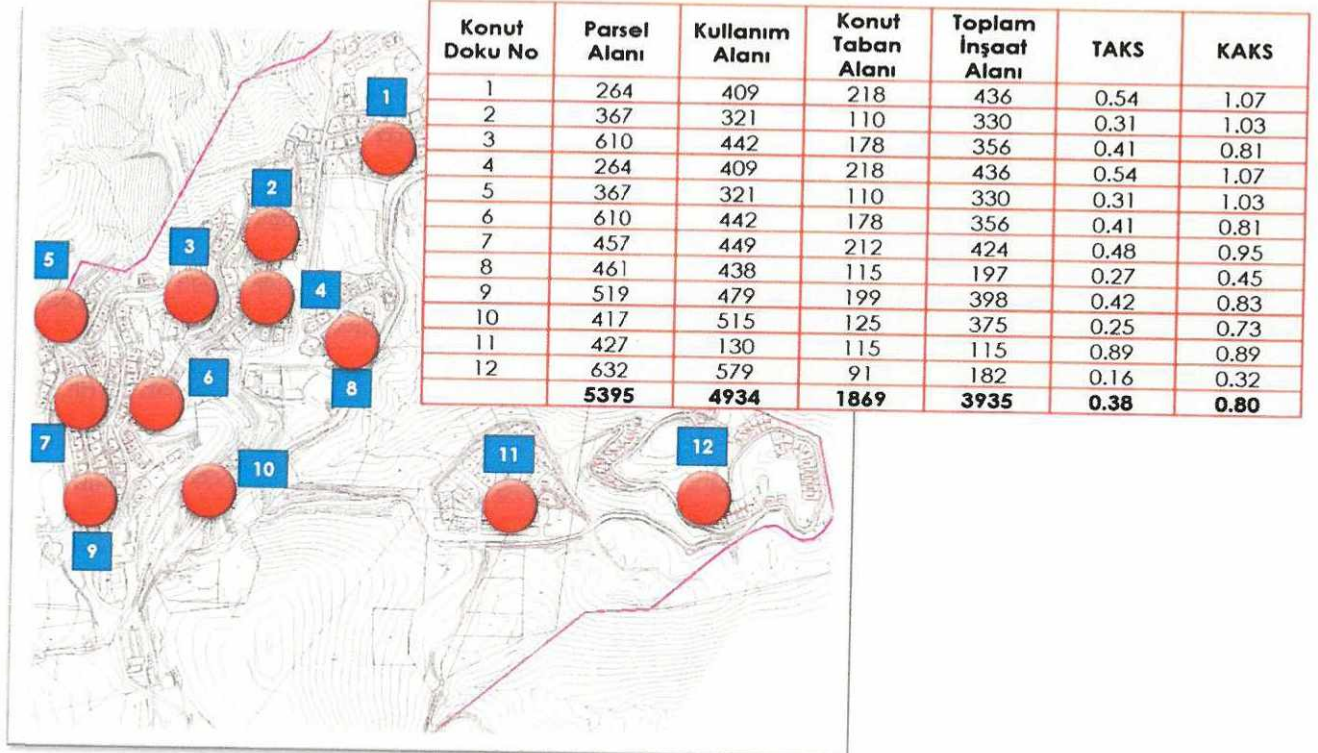 Konut Doku No Parsel Alanı Kullanım Alanı Konut Taban Alanı Toplam İnşaat Alanı TAKS KAKS
1 264 409 218 436 0.54 1.07
2 367 321 110 330 0.31 1.03
3 610 442 178 356 0.41 0.81
4 264 409 218 436 0.54 1.07
5 367 321 110 330 0.31 1.03
6 610 442 178 356 0.41 0.81
7 457 449 212 424 0.48 0.95
8 461 438 115 197 0.27 0.45
9 519 479 199 398 0.42 0.83
10 417 515 125 375 0.25 0.73
11 427 130 115 115 0.89 0.89
12 632 579 91 182 0.16 0.32
5395 4934 1869 3935 0.38 0.80
1
2
3
5
4
6
8
7
10
11
12
9